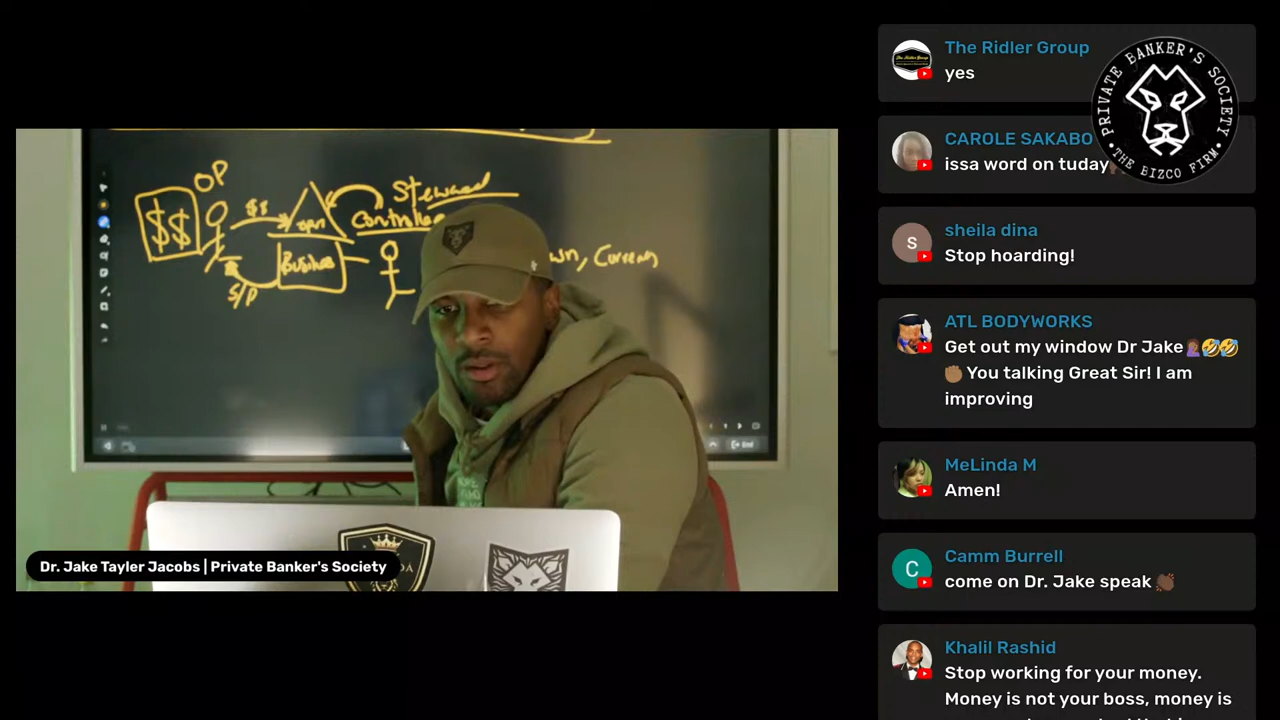 OP
$$
$$
Steward
Business
S/P
Dr. Jake Tayler Jacobs | Private Banker's Society
The Ridler Group
yes
PRIVATE BANKER'S SOCIETY
• THE BIZCO FIRM •
CAROLE SAKABO
issa word on tuday
sheila dina
S
Stop hoarding!
ATL BODYWORKS
Get out my window Dr Jake🤦🏾‍♀️🤣🤣
✊🏽 You talking Great Sir! I am
improving
MeLinda M
Amen!
Camm Burrell
C
come on Dr. Jake speak 👏🏿
Khalil Rashid
Stop working for your money.
Money is not your boss, money is